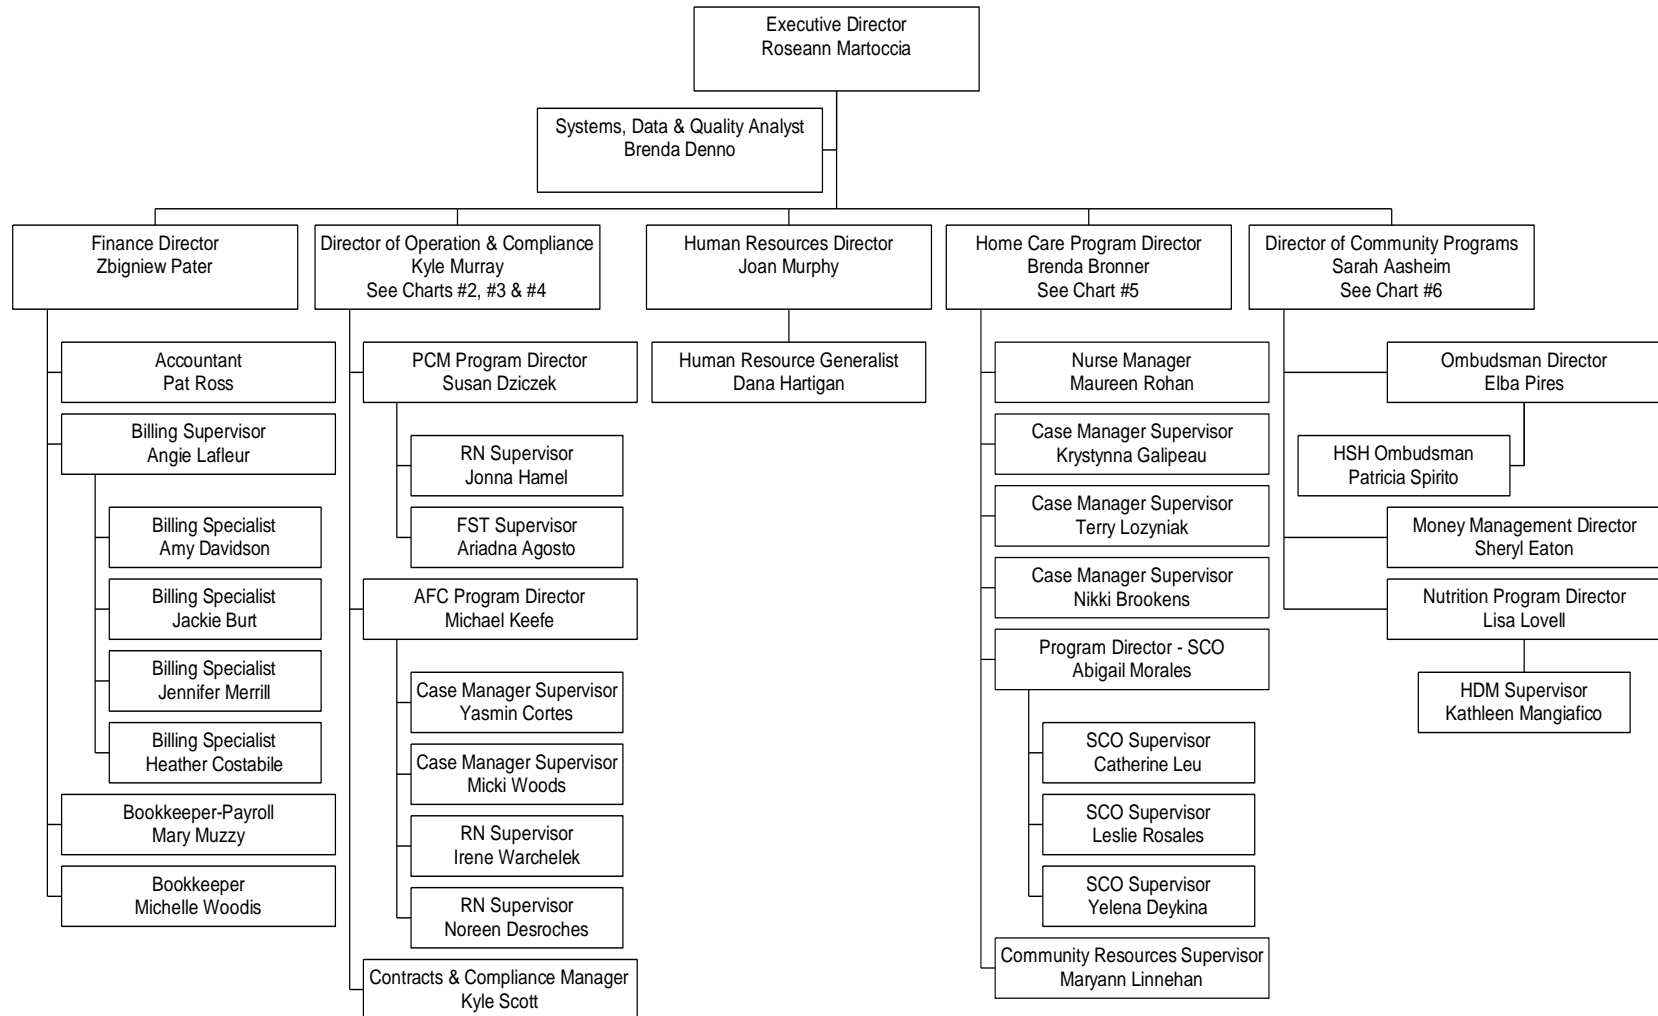 Executive Director
Roseann Martoccia
Systems, Data & Quality Analyst
Brenda Denno
Finance Director
Zbigniew Pater
Director of Operation & Compliance
Kyle Murray
See Charts #2, #3 & #4
Human Resources Director
Joan Murphy
Home Care Program Director
Brenda Bronner
See Chart #5
Director of Community Programs
Sarah Aasheim
See Chart #6
Accountant
Pat Ross
Billing Supervisor
Angie Lafleur
Billing Specialist
Amy Davidson
Billing Specialist
Jackie Burt
Billing Specialist
Jennifer Merrill
Billing Specialist
Heather Costabile
Bookkeeper-Payroll
Mary Muzzy
Bookkeeper
Michelle Woodis
PCM Program Director
Susan Dziczek
RN Supervisor
Jonna Hamel
FST Supervisor
Ariadna Agosto
AFC Program Director
Michael Keefe
Case Manager Supervisor
Yasmin Cortes
Case Manager Supervisor
Micki Woods
RN Supervisor
Irene Warchelek
RN Supervisor
Noreen Desroches
Contracts & Compliance Manager
Kyle Scott
Human Resource Generalist
Dana Hartigan
Nurse Manager
Maureen Rohan
Case Manager Supervisor
Krystynna Galipeau
Case Manager Supervisor
Terry Lozyniak
Case Manager Supervisor
Nikki Brookens
Program Director - SCO
Abigail Morales
SCO Supervisor
Catherine Leu
SCO Supervisor
Leslie Rosales
SCO Supervisor
Yelena Deykina
Community Resources Supervisor
Maryann Linnehan
Ombudsman Director
Elba Pires
HSH Ombudsman
Patricia Spirito
Money Management Director
Sheryl Eaton
Nutrition Program Director
Lisa Lovell
HDM Supervisor
Kathleen Mangiafico